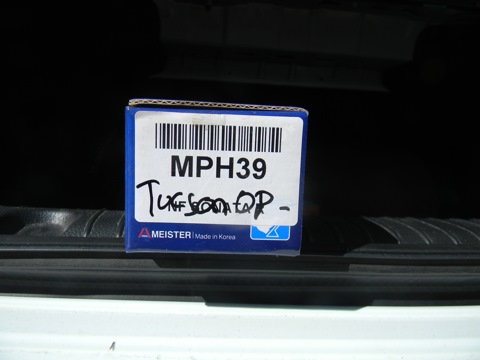 MPH39
Tucson OP-
NF SONATA
MEISTER Made in Korea